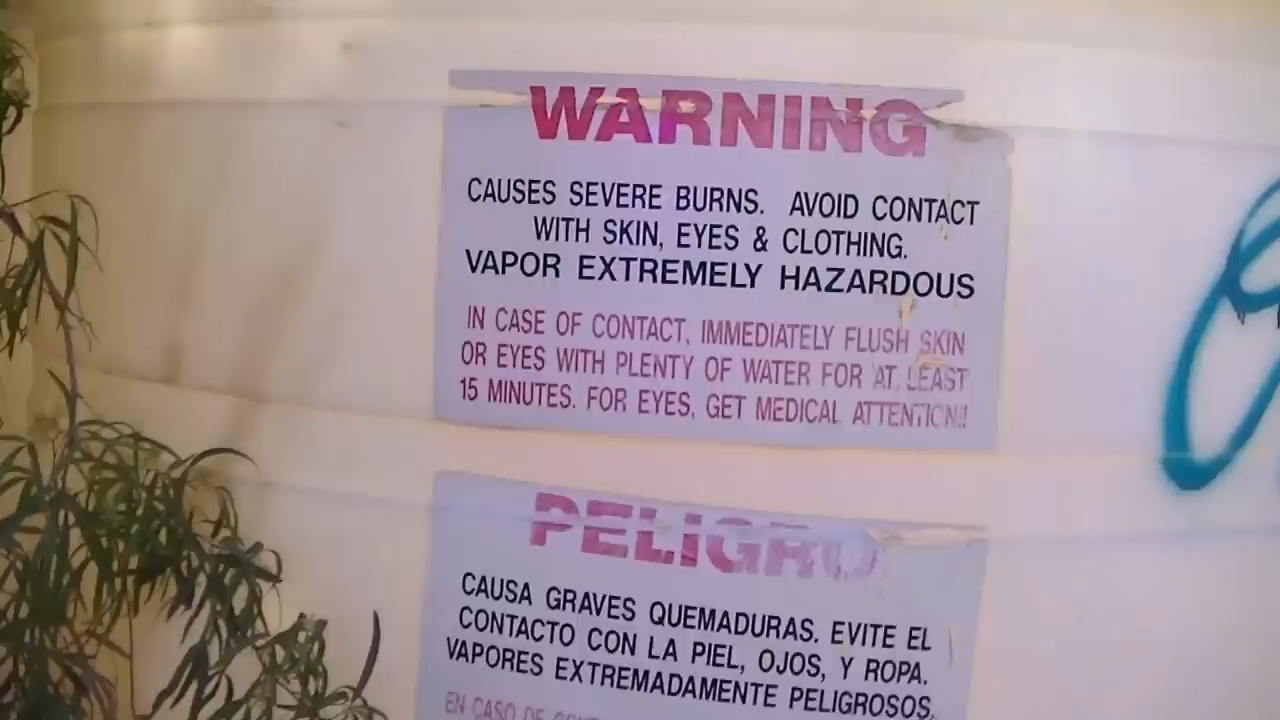 WARNING
CAUSES SEVERE BURNS. AVOID CONTACT
WITH SKIN, EYES & CLOTHING.
VAPOR EXTREMELY HAZARDOUS
IN CASE OF CONTACT, IMMEDIATELY FLUSH SKIN
OR EYES WITH PLENTY OF WATER FOR AT LEAST
15 MINUTES. FOR EYES, GET MEDICAL ATTENTION!!
PELIGRO
CAUSA GRAVES QUEMADURAS. EVITE EL
CONTACTO CON LA PIEL, OJOS, Y ROPA.
VAPORES EXTREMADAMENTE PELIGROSOS.
EN CASO DE